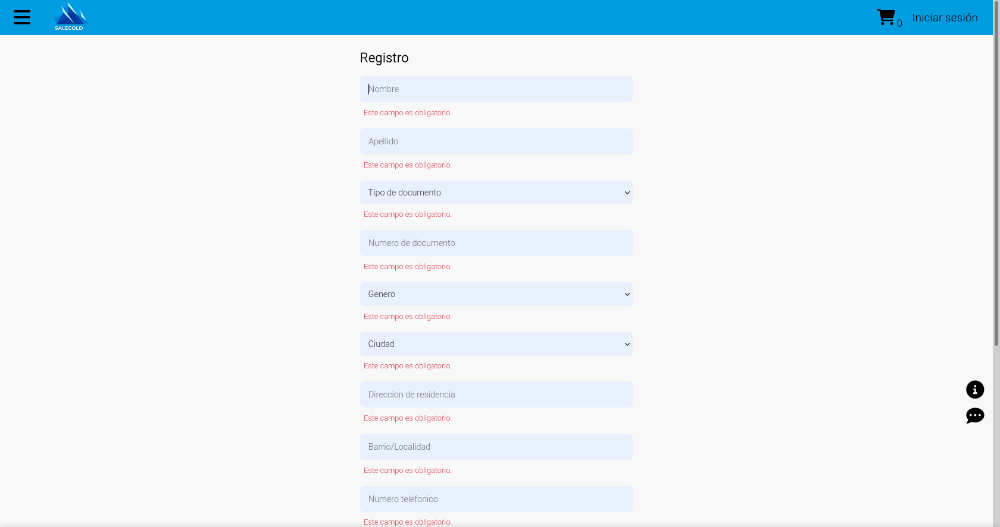 SALECOLD
0
Iniciar sesión
Registro
Nombre
Este campo es obligatorio.
Apellido
Este campo es obligatorio.
Tipo de documento
Este campo es obligatorio.
Numero de documento
Este campo es obligatorio.
Genero
Este campo es obligatorio.
Ciudad
Este campo es obligatorio.
Direccion de residencia
Este campo es obligatorio.
Barrio/Localidad
Este campo es obligatorio.
Numero telefonico
Este campo es obligatorio.